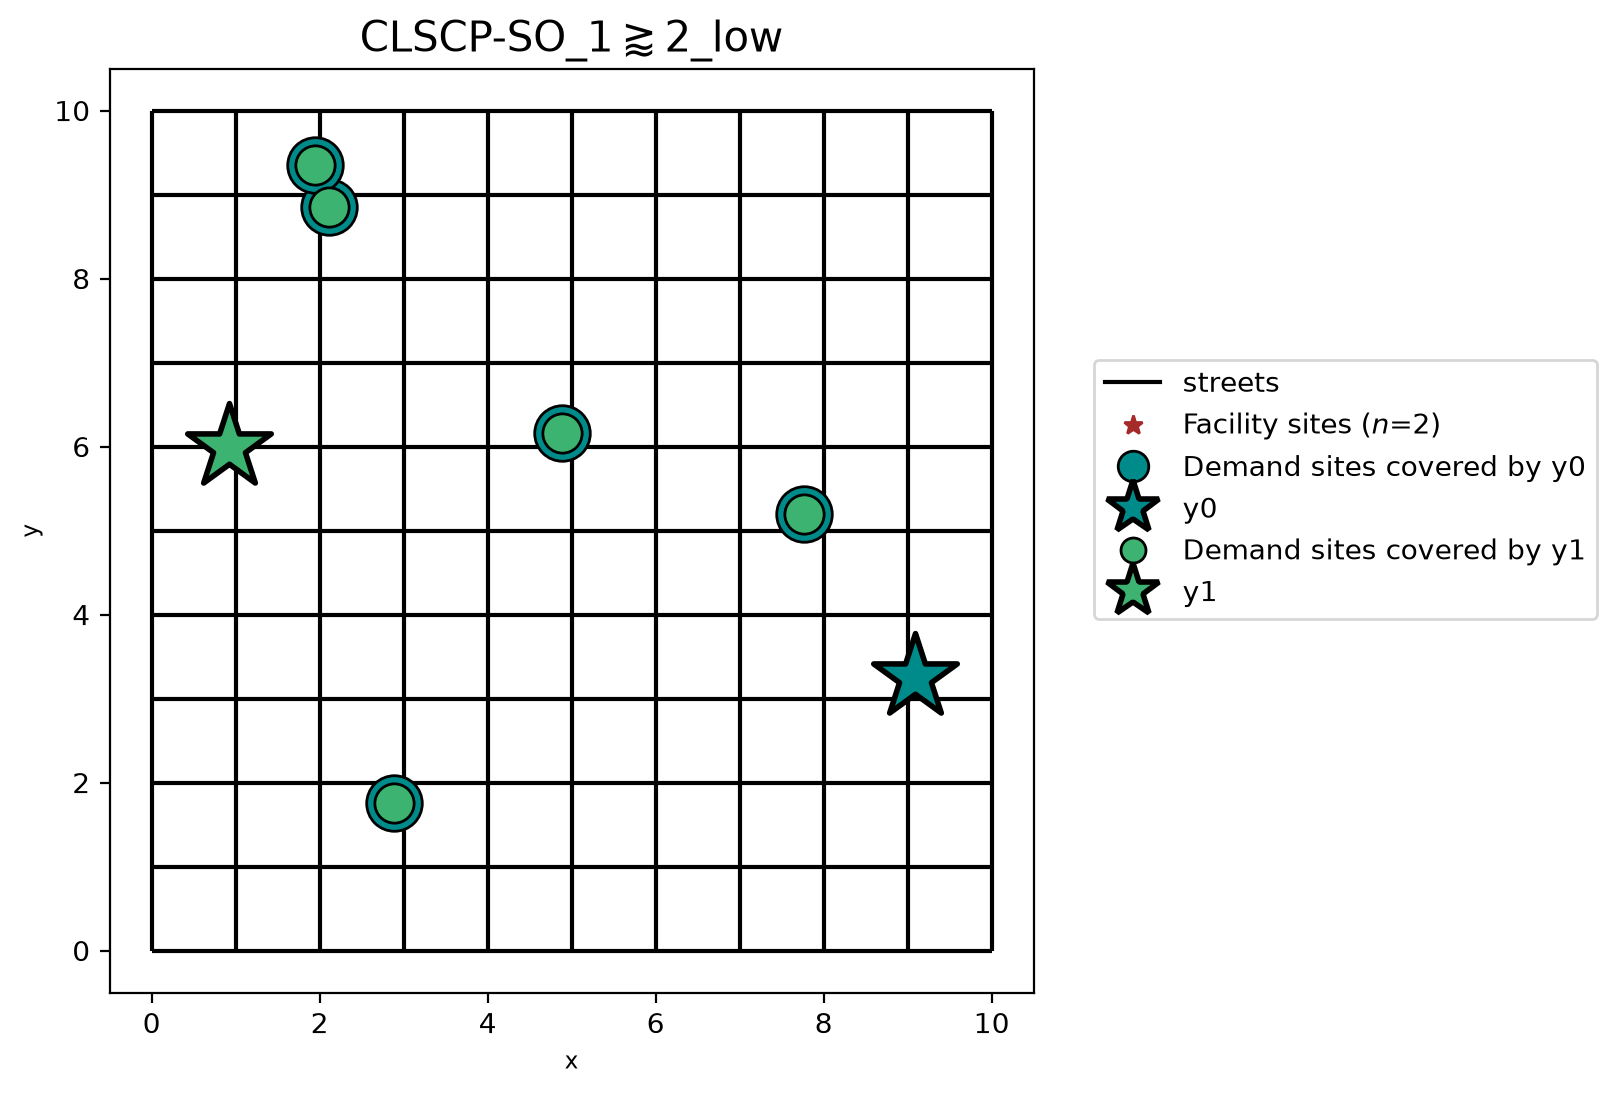 CLSCP-SO_1⪎2_low
10
8
6
4
2
0
y
0 2 4 6 8 10
x
streets
Facility sites (n=2)
Demand sites covered by y0
y0
Demand sites covered by y1
y1